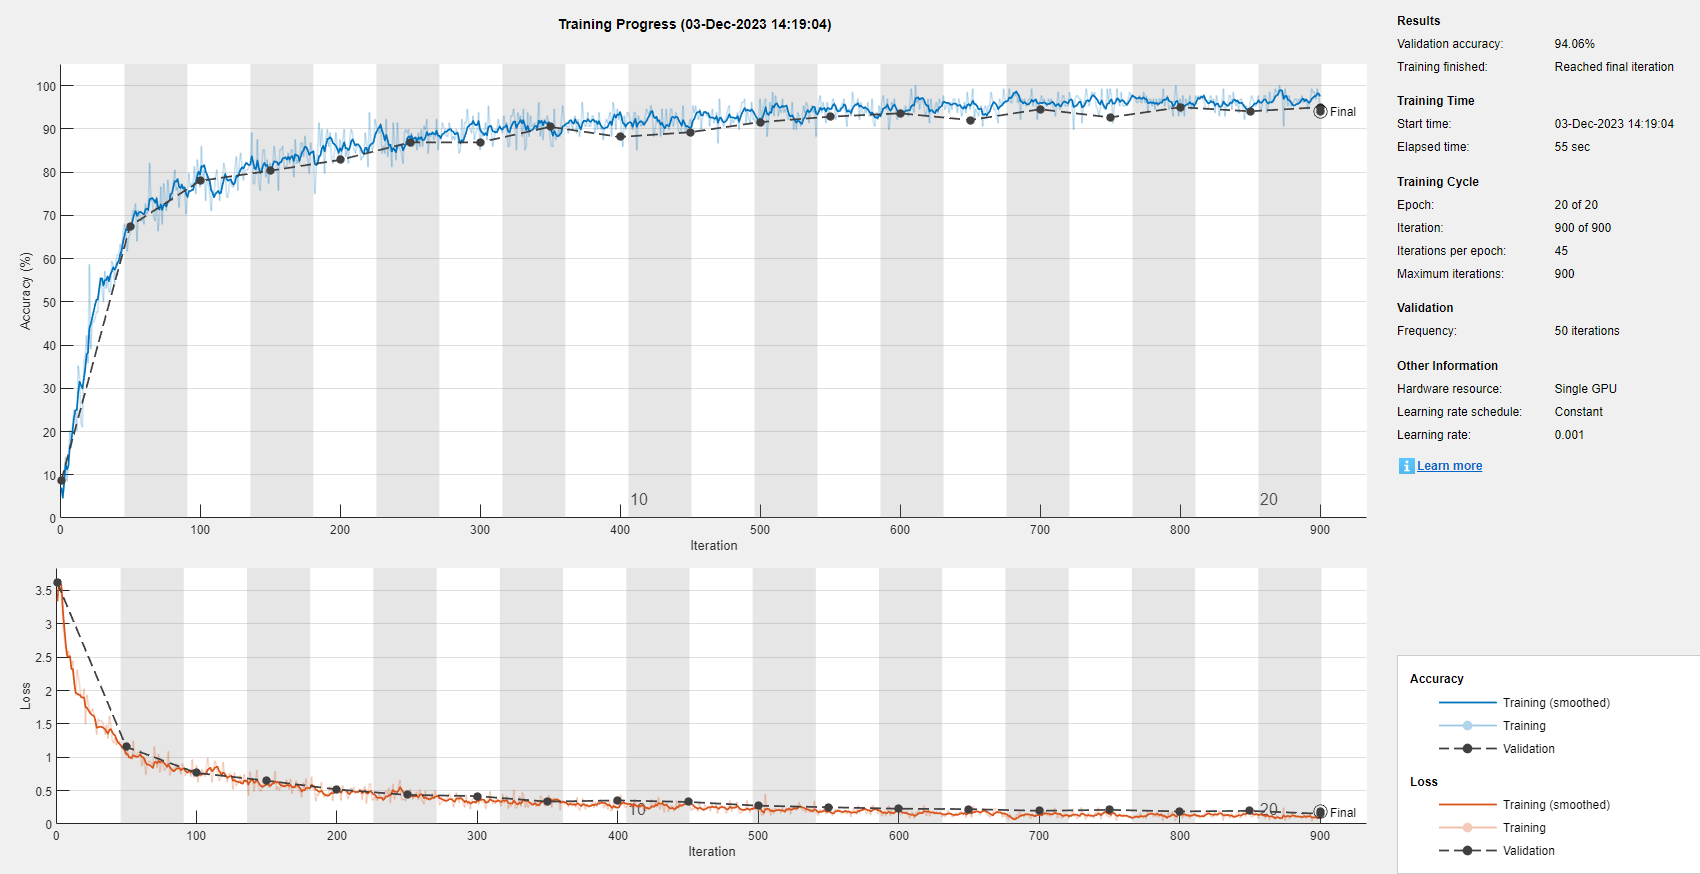 Training Progress (03-Dec-2023 14:19:04)
Accuracy (%)
100
90
80
70
60
50
40
30
20
10
0
10
20
Final
0 100 200 300 400 500 600 700 800 900
Iteration
Loss
3.5
3
2.5
2
1.5
1
0.5
0
10
20
Final
0 100 200 300 400 500 600 700 800 900
Iteration
Results
Validation accuracy: 94.06%
Training finished: Reached final iteration
Training Time
Start time: 03-Dec-2023 14:19:04
Elapsed time: 55 sec
Training Cycle
Epoch: 20 of 20
Iteration: 900 of 900
Iterations per epoch: 45
Maximum iterations: 900
Validation
Frequency: 50 iterations
Other Information
Hardware resource: Single GPU
Learning rate schedule: Constant
Learning rate: 0.001
i Learn more
Accuracy
Training (smoothed)
Training
Validation
Loss
Training (smoothed)
Training
Validation